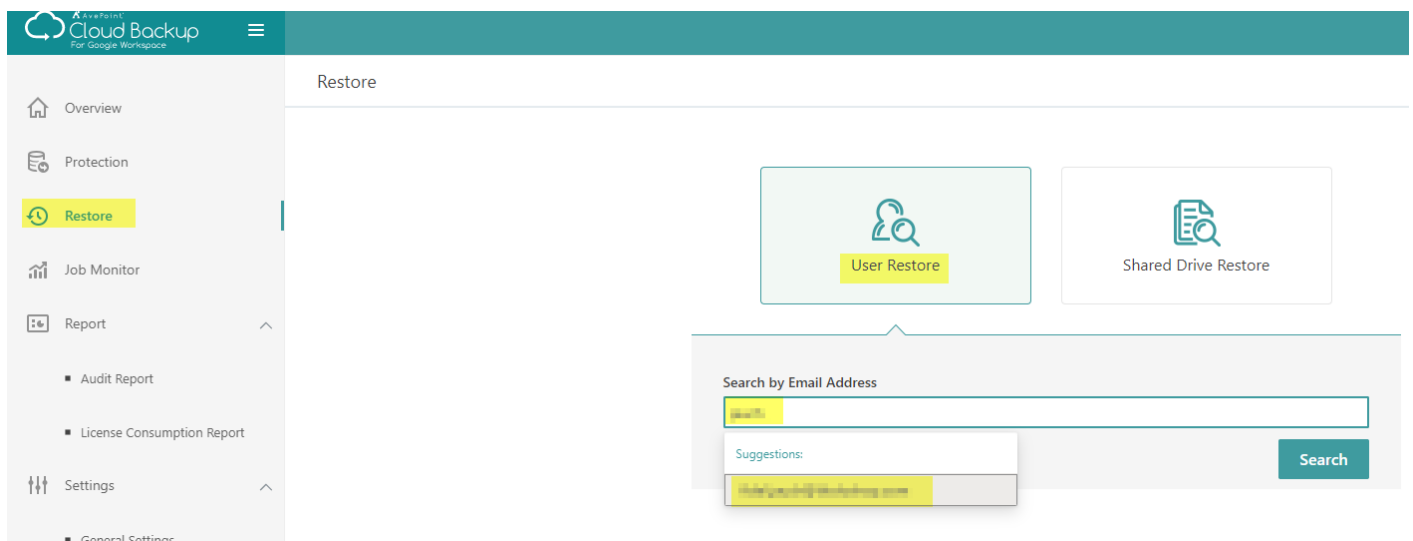 AvePoint
Cloud Backup
For Google Workspace
Restore
Overview
Protection
Restore
Job Monitor
Report
Audit Report
License Consumption Report
Settings
General Settings
User Restore
Shared Drive Restore
Search by Email Address
Suggestions:
Search